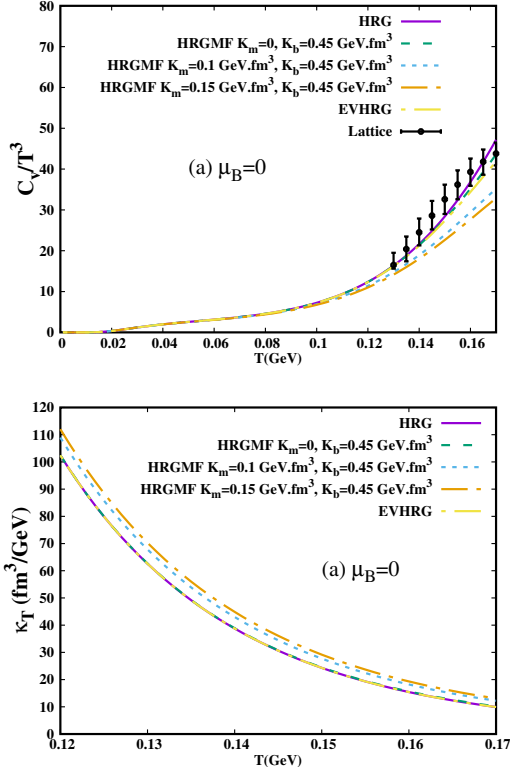 80
70
60
50
40
30
20
10
0
C_v/T^3
HRG
HRGMF K_m=0, K_b=0.45 GeV.fm^3
HRGMF K_m=0.1 GeV.fm^3, K_b=0.45 GeV.fm^3
HRGMF K_m=0.15 GeV.fm^3, K_b=0.45 GeV.fm^3
EVHRG
Lattice
(a) μ_B=0
0 0.02 0.04 0.06 0.08 0.1 0.12 0.14 0.16
T(GeV)
120
110
100
90
80
70
60
50
40
30
20
10
0
κ_T (fm^3/GeV)
HRG
HRGMF K_m=0, K_b=0.45 GeV.fm^3
HRGMF K_m=0.1 GeV.fm^3, K_b=0.45 GeV.fm^3
HRGMF K_m=0.15 GeV.fm^3, K_b=0.45 GeV.fm^3
EVHRG
(a) μ_B=0
0.12 0.13 0.14 0.15 0.16 0.17
T(GeV)